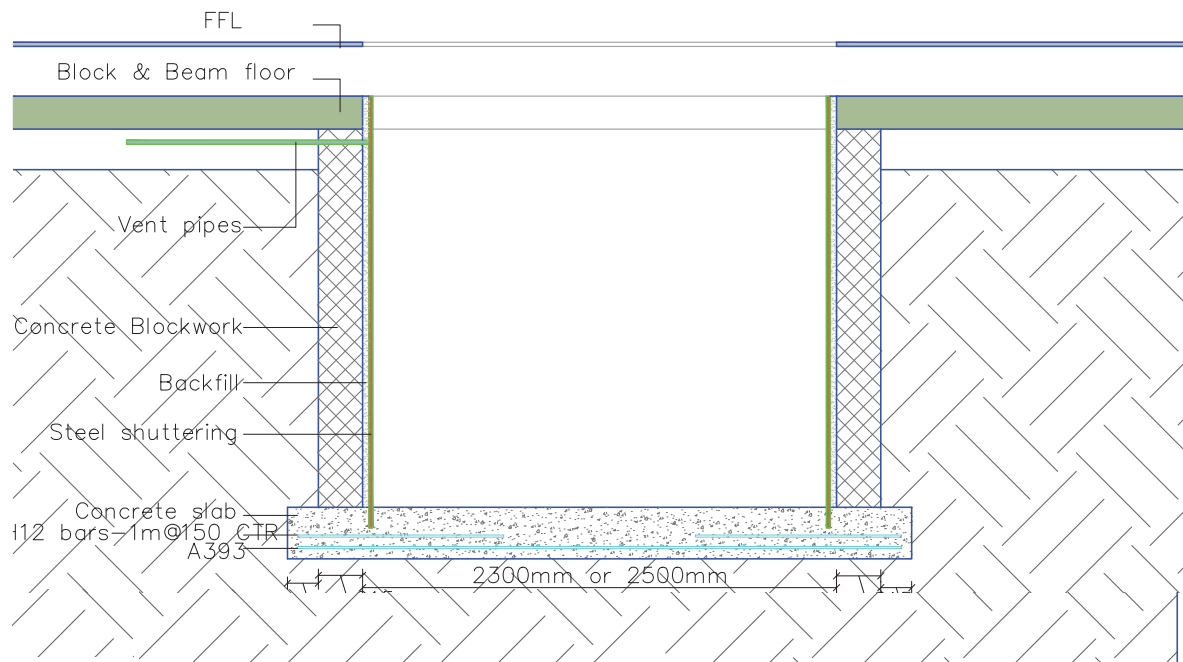 FFL
Block & Beam floor
Vent pipes
Concrete Blockwork
Backfill
Steel shuttering
Concrete slab
H12 bars-1m@150 CTR
A393
2300mm or 2500mm